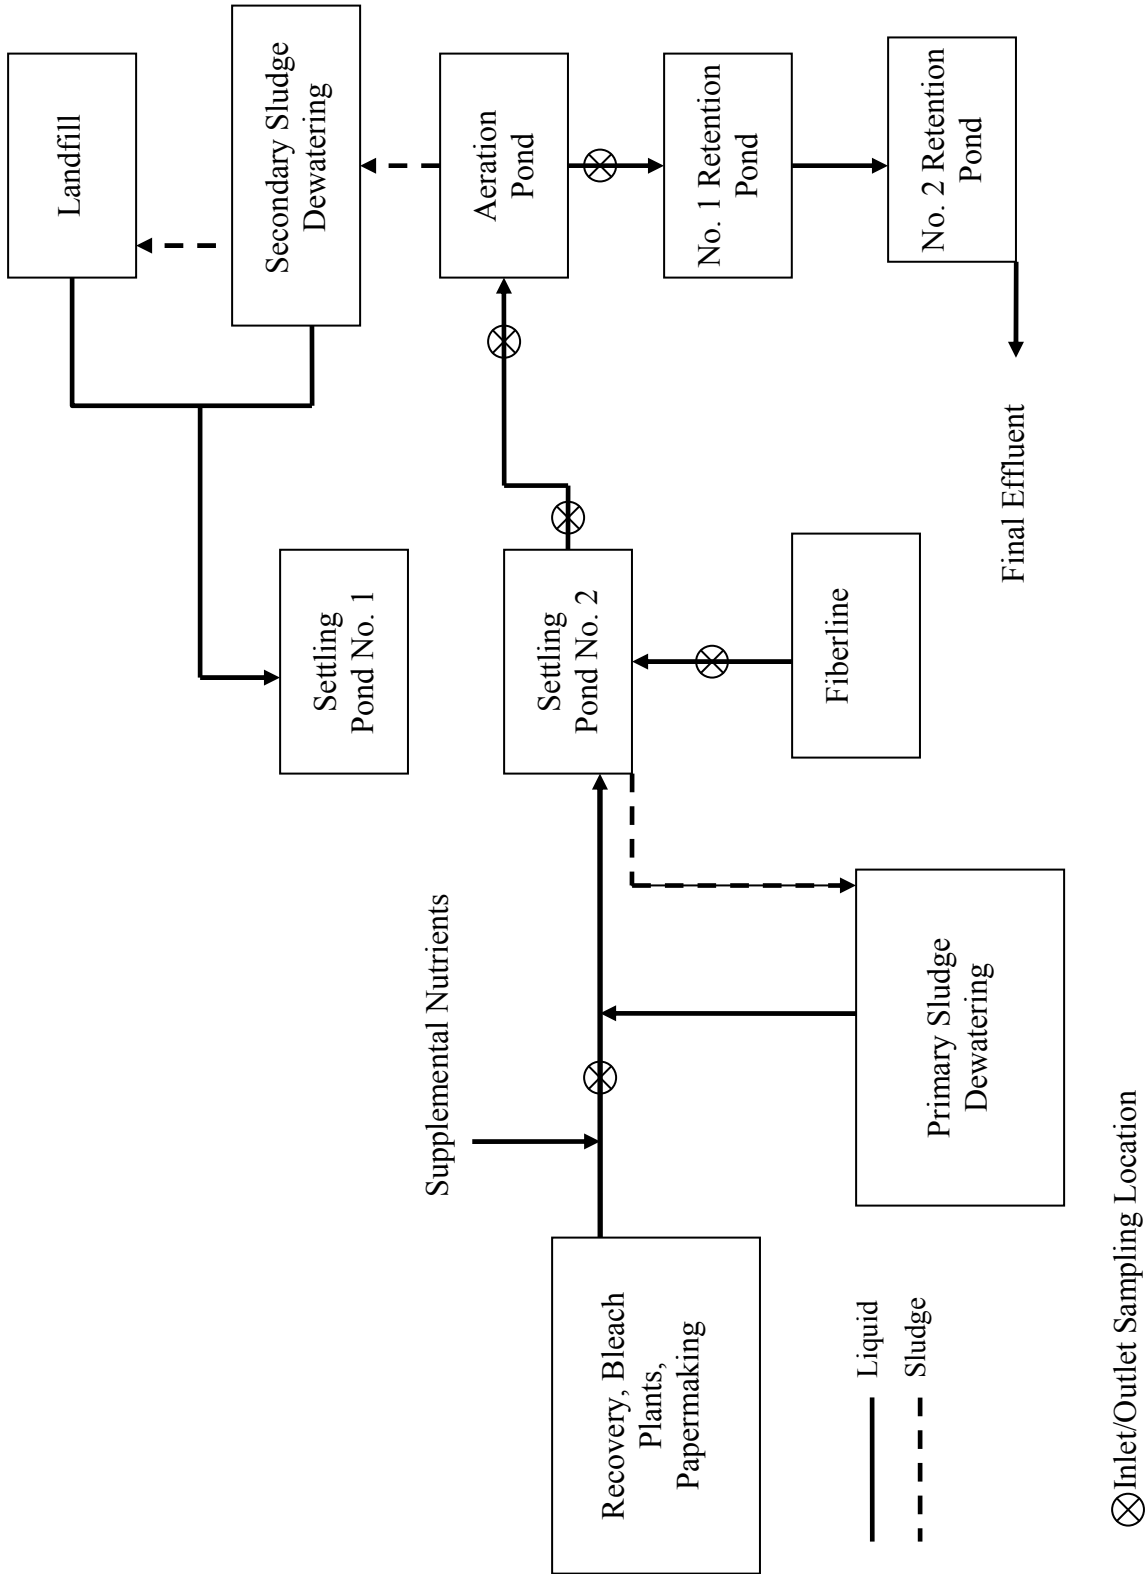 Landfill
Secondary Sludge
Dewatering
Aeration
Pond
No. 1 Retention
Pond
No. 2 Retention
Pond
Settling
Pond No. 1
Settling
Pond No. 2
Fiberline
Final Effluent
Supplemental Nutrients
Primary Sludge
Dewatering
Recovery, Bleach
Plants,
Papermaking
Liquid
Sludge
Inlet/Outlet Sampling Location